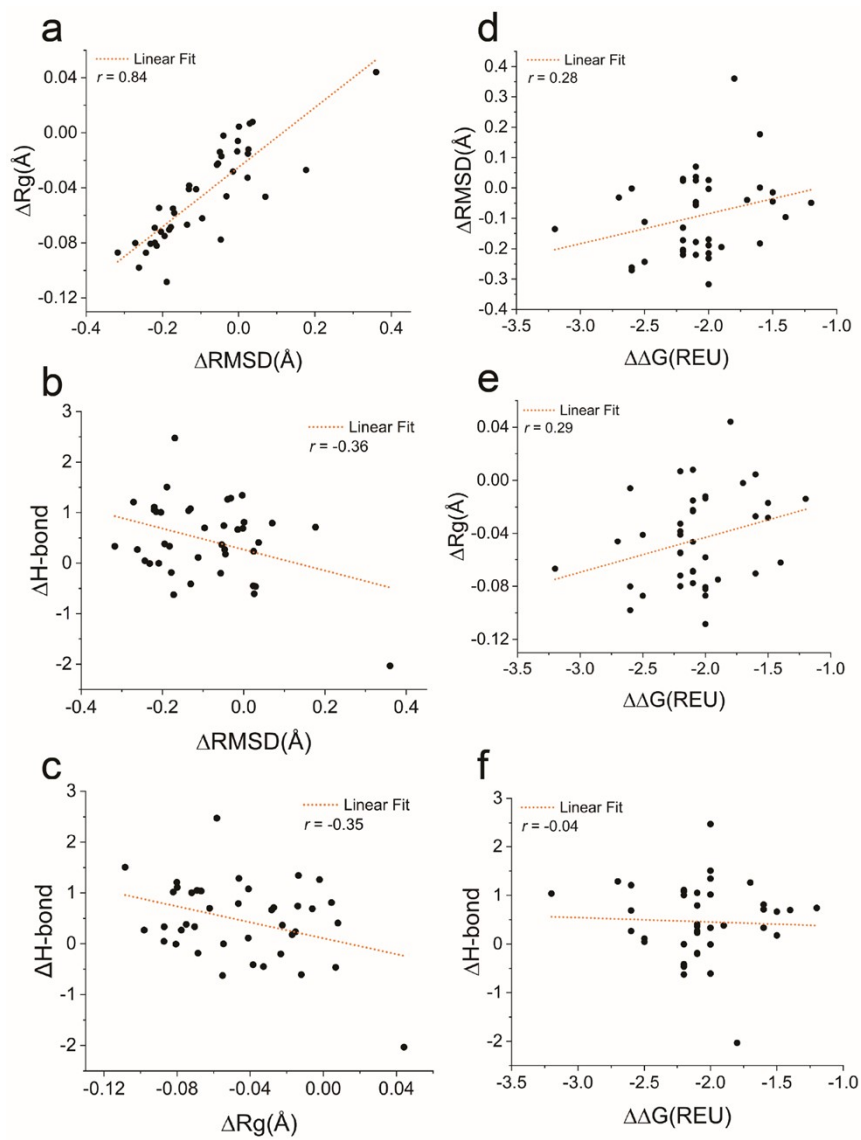 a
Linear Fit
r = 0.84
0.04
0.00
-0.04
-0.08
-0.12
-0.4 -0.2 0.0 0.2 0.4
ΔRg(Å)
ΔRMSD(Å)
b
Linear Fit
r = -0.36
3
2
1
0
-1
-2
-0.4 -0.2 0.0 0.2 0.4
ΔH-bond
ΔRMSD(Å)
c
Linear Fit
r = -0.35
3
2
1
0
-1
-2
-0.12 -0.08 -0.04 0.00 0.04
ΔH-bond
ΔRg(Å)
d
Linear Fit
r = 0.28
0.4
0.3
0.2
0.1
0.0
-0.1
-0.2
-0.3
-0.4
-3.5 -3.0 -2.5 -2.0 -1.5 -1.0
ΔRMSD(Å)
ΔΔG(REU)
e
Linear Fit
r = 0.29
0.04
0.00
-0.04
-0.08
-0.12
-3.5 -3.0 -2.5 -2.0 -1.5 -1.0
ΔRg(Å)
ΔΔG(REU)
f
Linear Fit
r = -0.04
3
2
1
0
-1
-2
-3.5 -3.0 -2.5 -2.0 -1.5 -1.0
ΔH-bond
ΔΔG(REU)